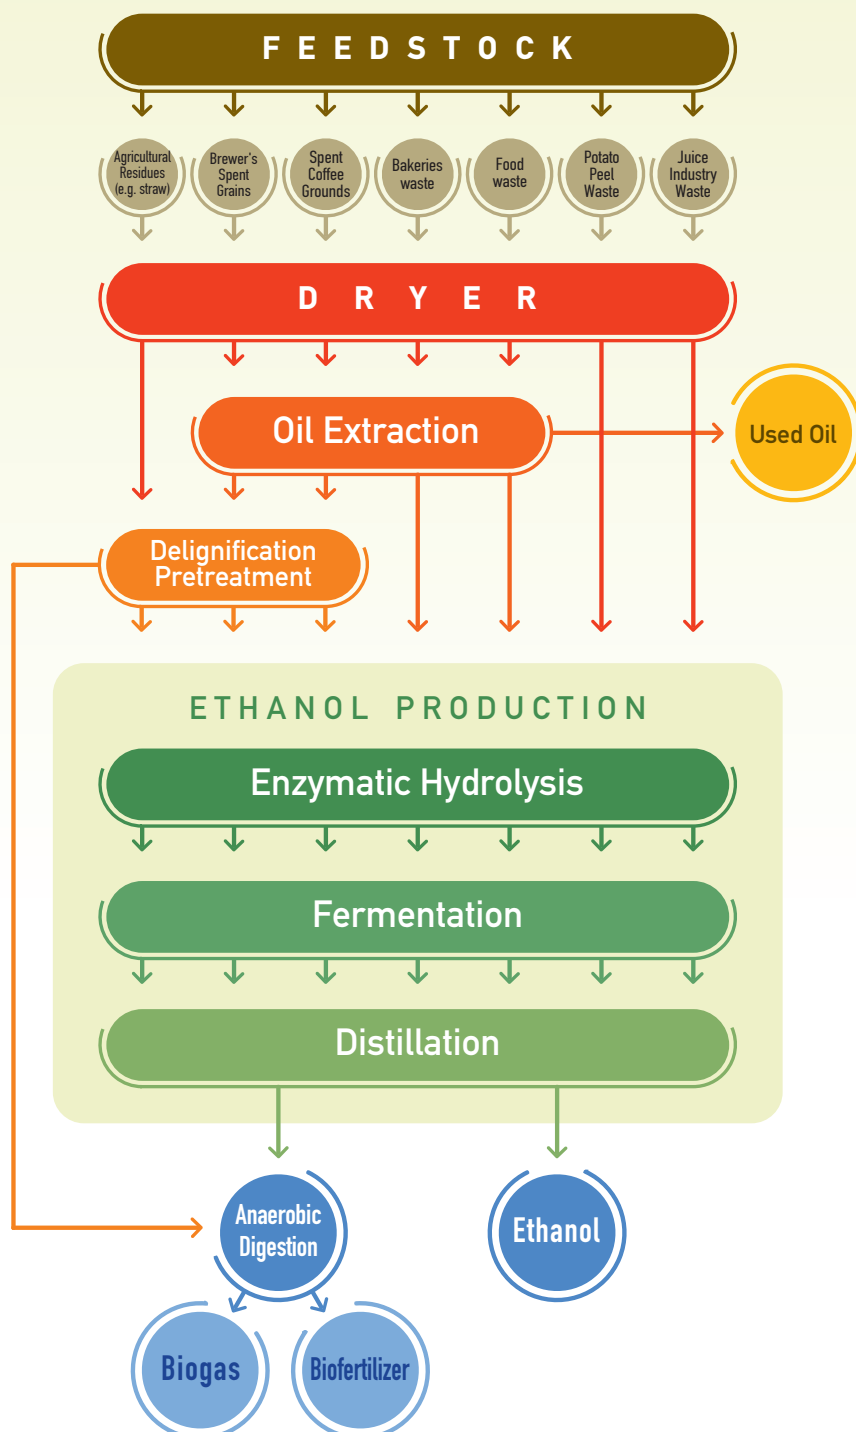 FEEDSTOCK
Agricultural
Residues
(e.g. straw)
Brewer's
Spent
Grains
Spent
Coffee
Grounds
Bakeries
waste
Food
waste
Potato
Peel
Waste
Juice
Industry
Waste
DRYER
Oil Extraction
Used Oil
Delignification
Pretreatment
ETHANOL PRODUCTION
Enzymatic Hydrolysis
Fermentation
Distillation
Anaerobic
Digestion
Ethanol
Biogas
Biofertilizer